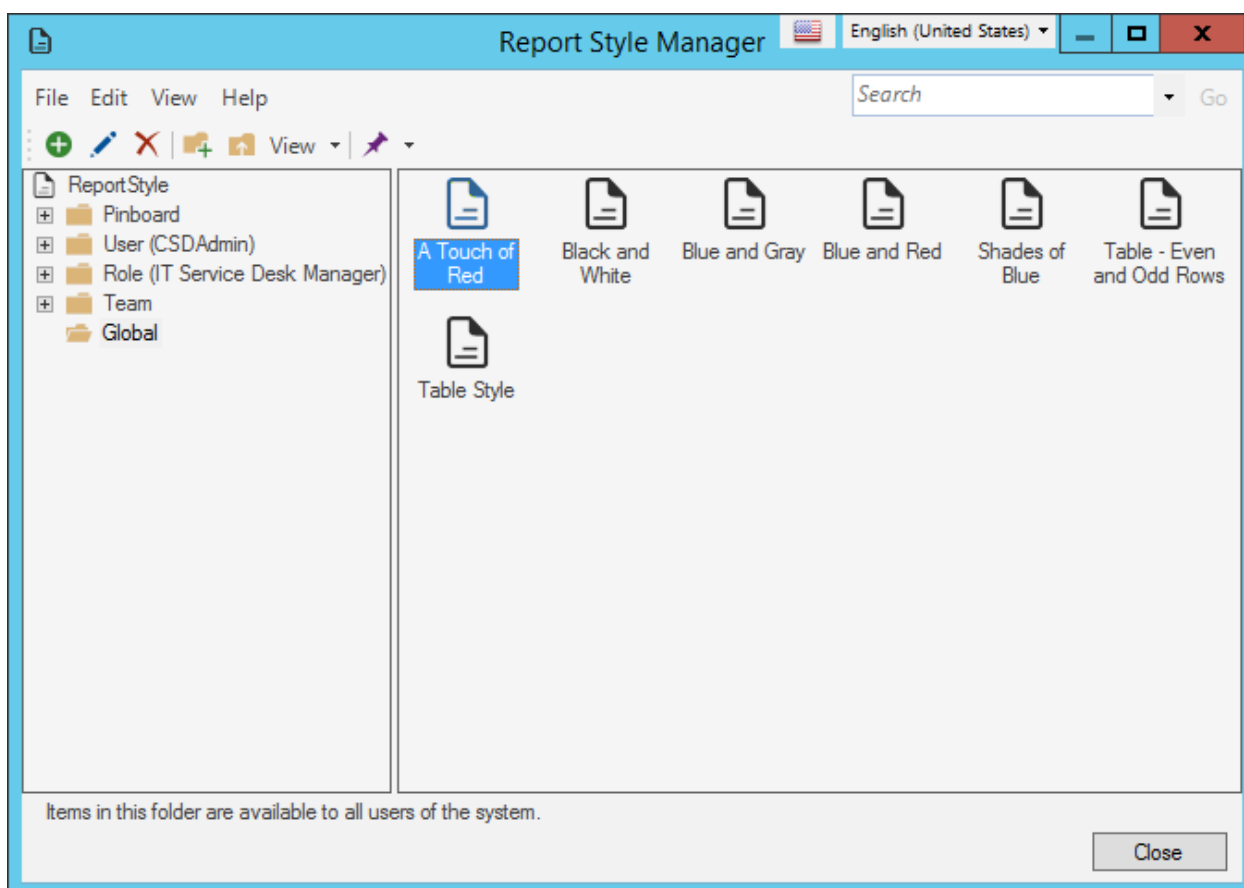 Report Style Manager
English (United States)
File Edit View Help
Search
Go
View
ReportStyle
Pinboard
User (CSDAdmin)
Role (IT Service Desk Manager)
Team
Global
A Touch of
Red
Black and
White
Blue and Gray
Blue and Red
Shades of
Blue
Table - Even
and Odd Rows
Table Style
Items in this folder are available to all users of the system.
Close